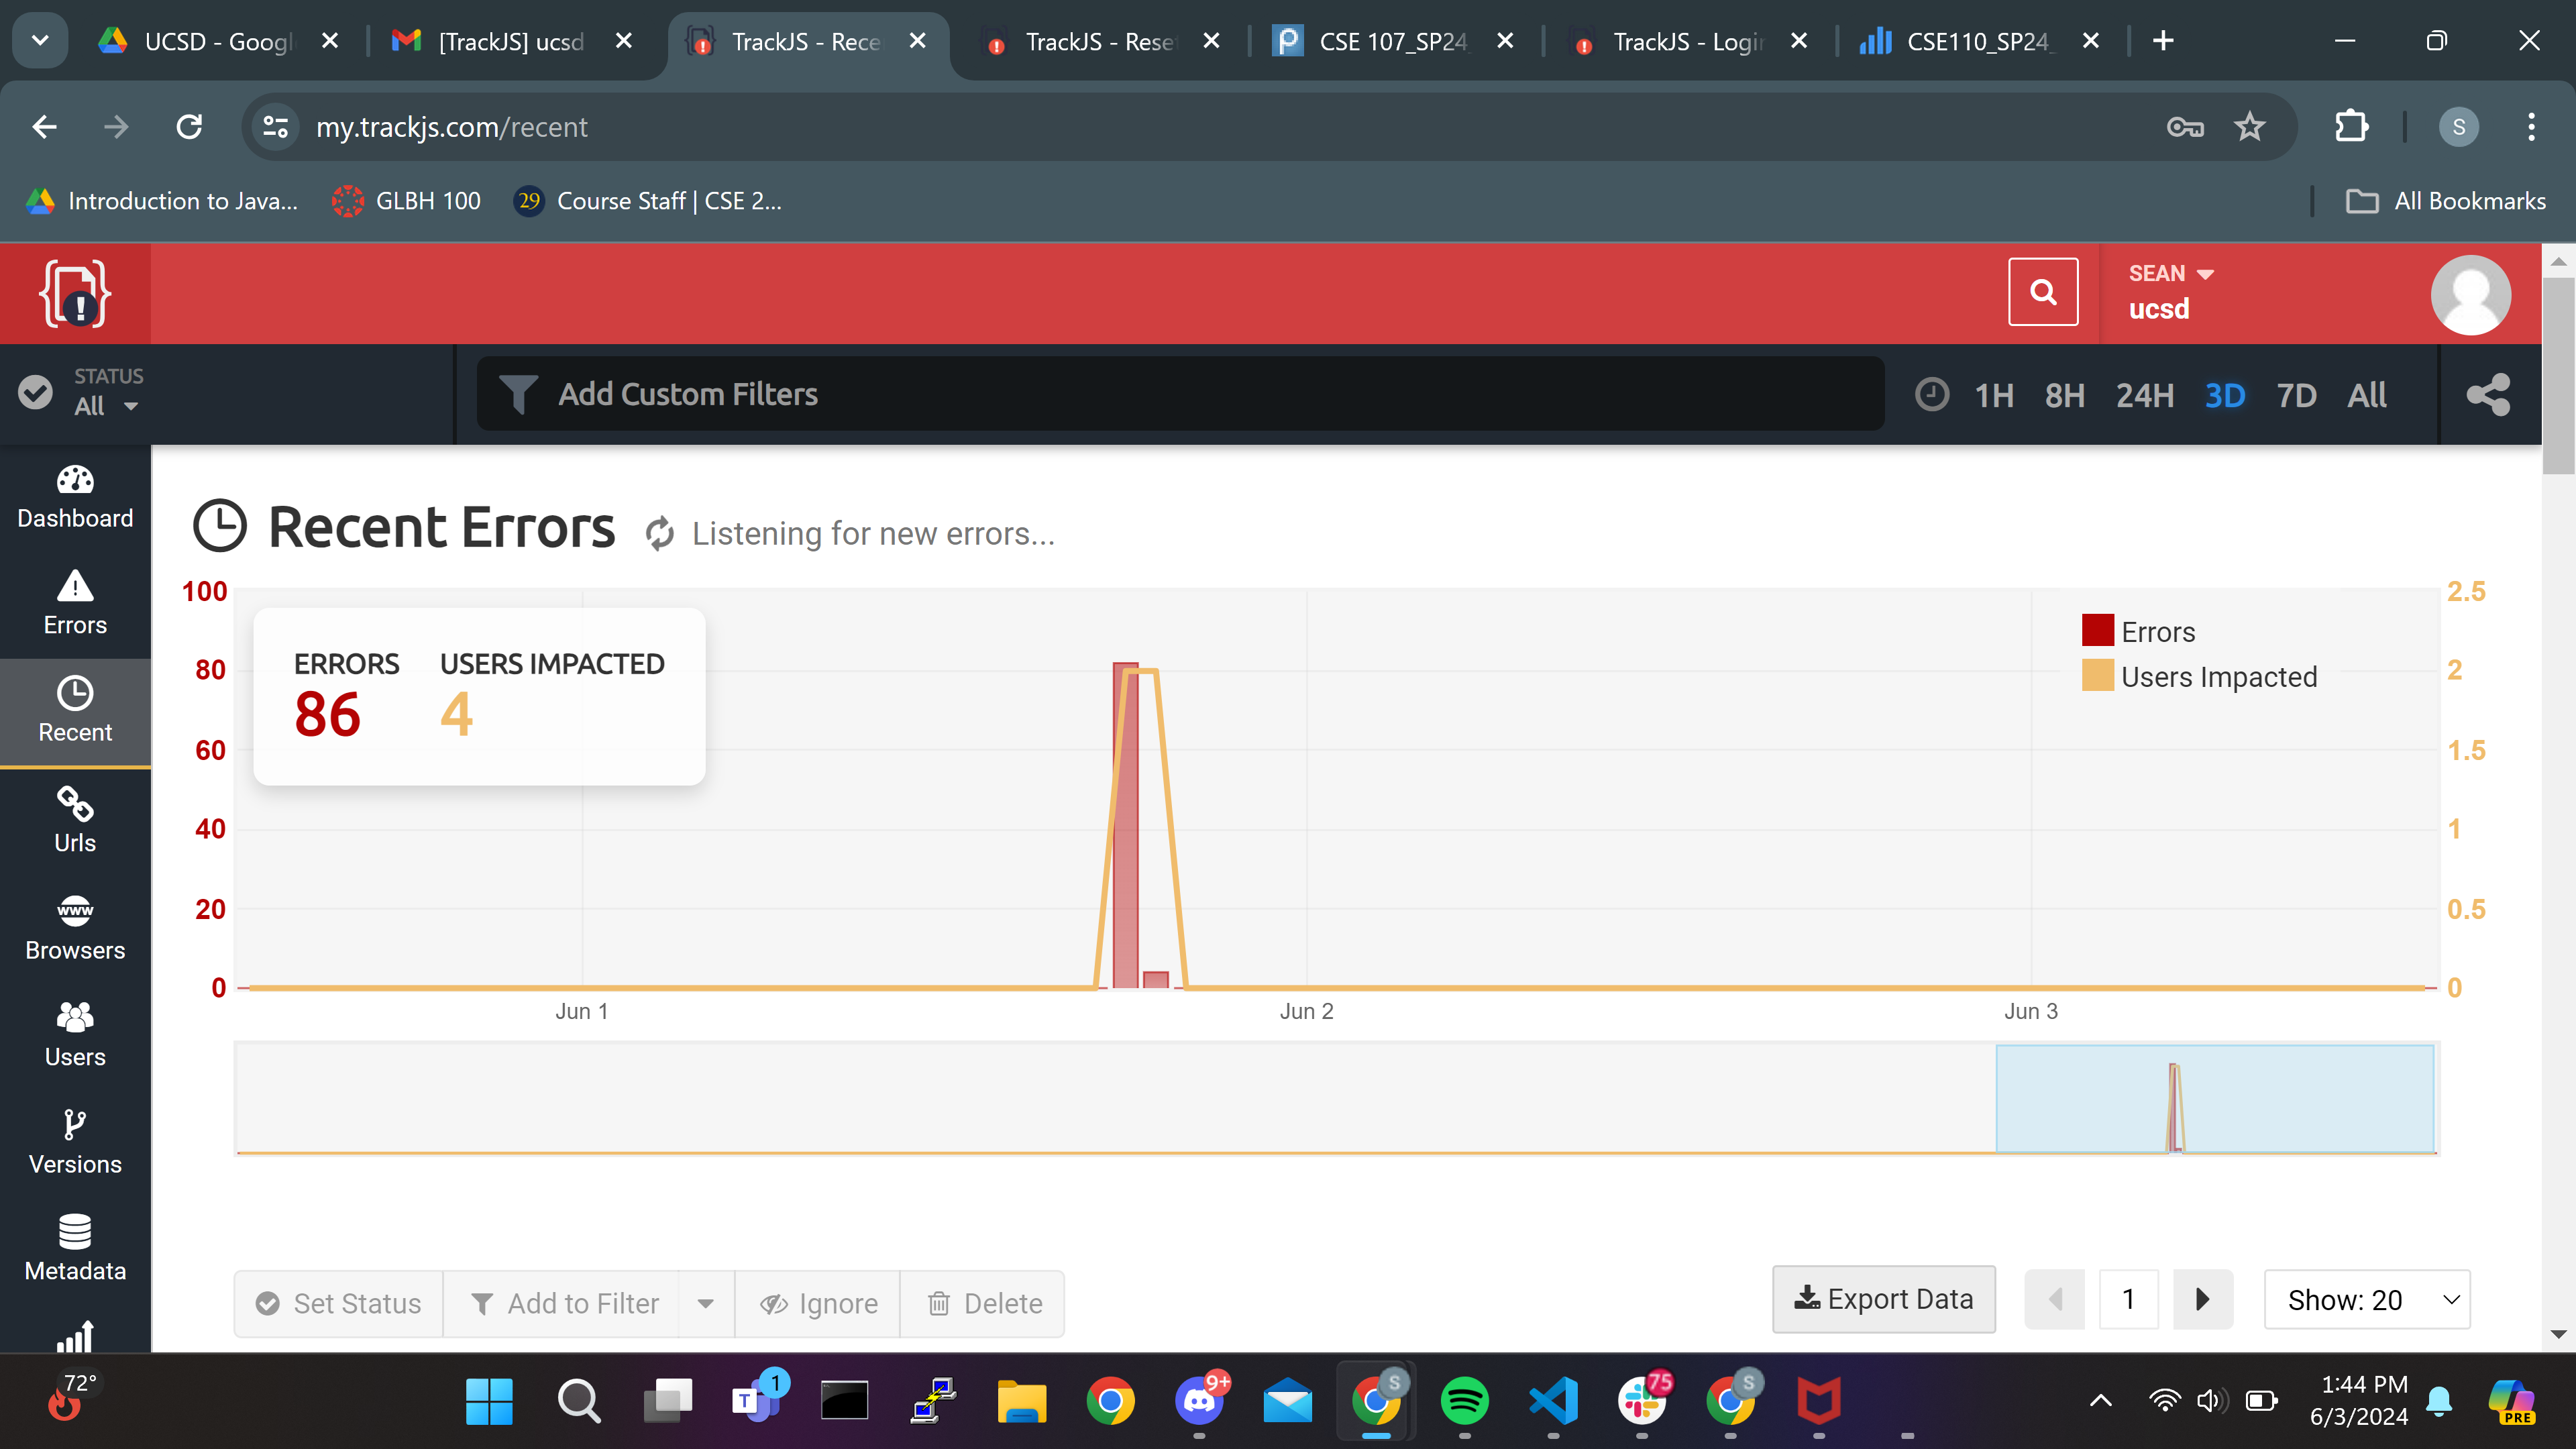 UCSD - Googl
[TrackJS] ucsd
TrackJS - Rece
TrackJS - Rese
CSE 107_SP24_
TrackJS - Login
CSE110_SP24_
my.trackjs.com/recent
S
Introduction to Java...
GLBH 100
29
Course Staff | CSE 2...
All Bookmarks
SEAN
ucsd
STATUS
All
Add Custom Filters
1H 8H 24H 3D 7D All
Dashboard
Errors
Recent
Urls
www
Browsers
Users
Versions
Metadata
Recent Errors
Listening for new errors...
ERRORS USERS IMPACTED
86 4
Errors
Users Impacted
100
80
60
40
20
0
2.5
2
1.5
1
0.5
0
Jun 1
Jun 2
Jun 3
Set Status
Add to Filter
Ignore
Delete
Export Data
1
Show: 20
72°
T
1
9+
S
75
S
1:44 PM
6/3/2024
PRE